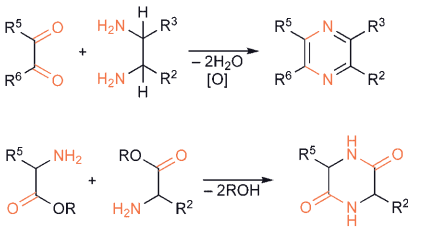 R⁵ O H H₂N R³ R⁵ N R³
+
R⁶ O H₂N H R² – 2H₂O [O] R⁶ N R²
R⁵ NH₂ RO O R⁵ H N O
+
O OR H₂N R² – 2ROH O N H R²